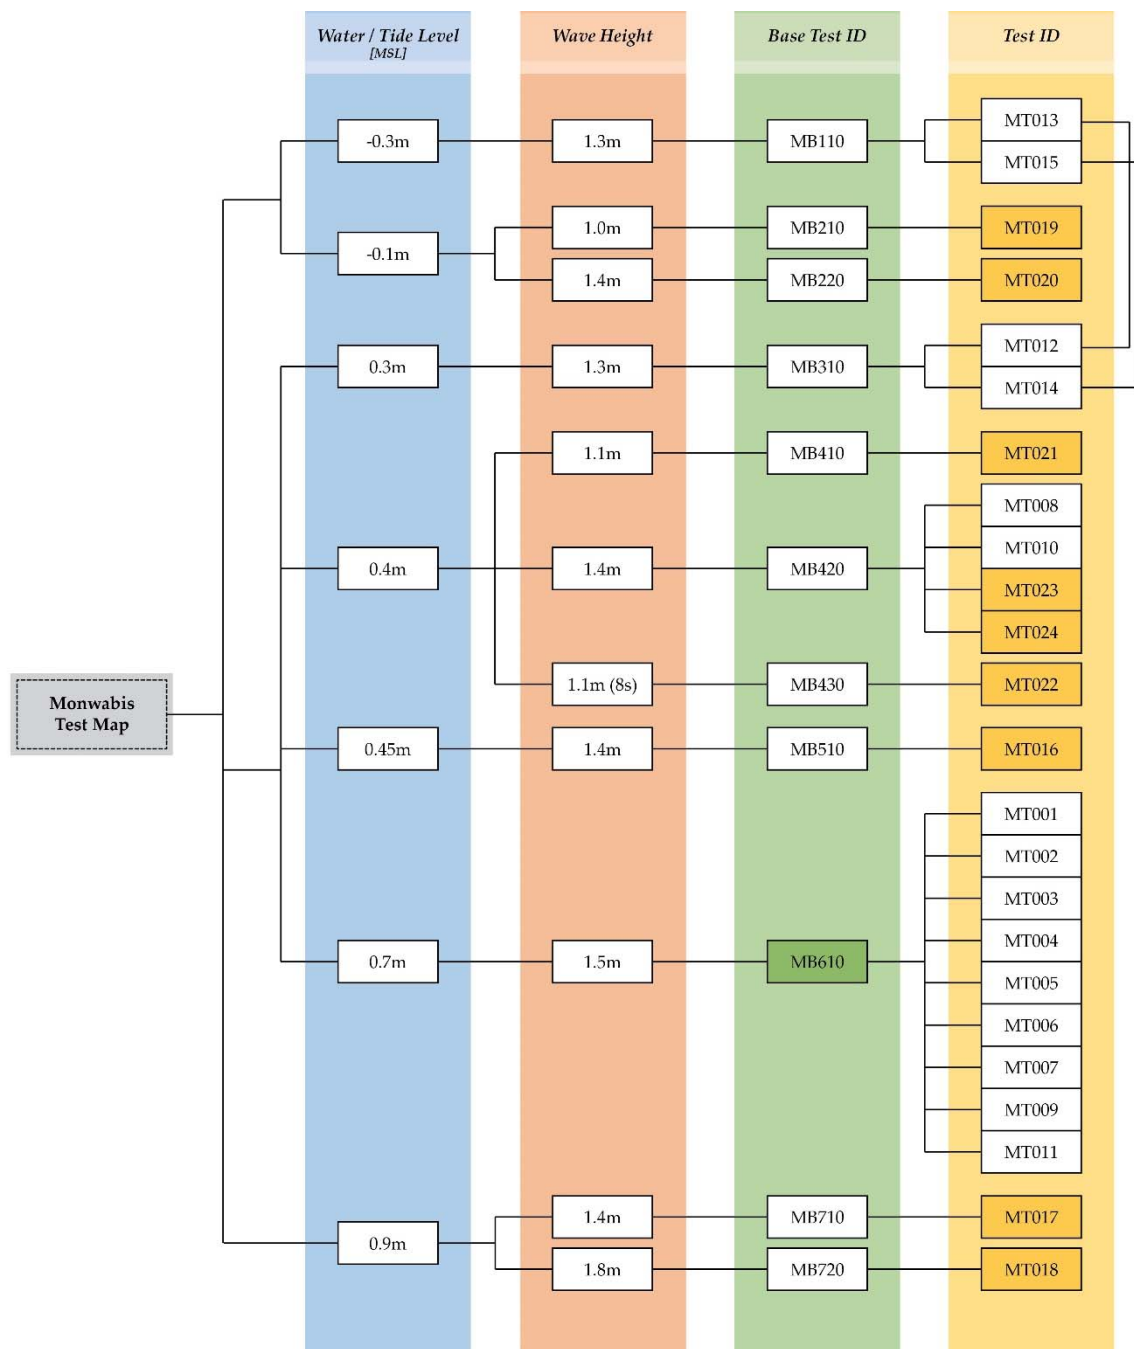 Water / Tide Level
[MSL]
Wave Height
Base Test ID
Test ID
-0.3m
1.3m
MB110
MT013
MT015
-0.1m
1.0m
MB210
MT019
1.4m
MB220
MT020
0.3m
1.3m
MB310
MT012
MT014
1.1m
MB410
MT021
0.4m
1.4m
MB420
MT008
MT010
MT023
MT024
1.1m (8s)
MB430
MT022
Monwabis
Test Map
0.45m
1.4m
MB510
MT016
0.7m
1.5m
MB610
MT001
MT002
MT003
MT004
MT005
MT006
MT007
MT009
MT011
0.9m
1.4m
MB710
MT017
1.8m
MB720
MT018